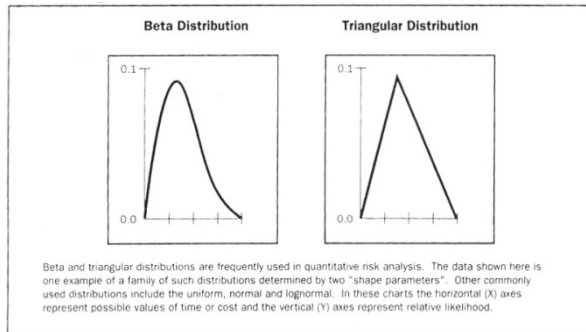 Beta Distribution
Triangular Distribution
0.1
0.0
0.1
0.0
Beta and triangular distributions are frequently used in quantitative risk analysis. The data shown here is
one example of a family of such distributions determined by two "shape parameters". Other commonly
used distributions include the uniform, normal and lognormal. In these charts the horizontal (X) axes
represent possible values of time or cost and the vertical (Y) axes represent relative likelihood.